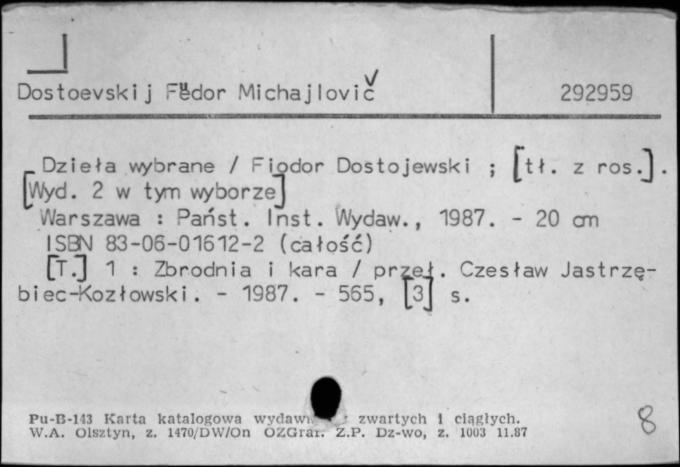 Dostoevskij Fëdor Michajlovič 292959
Dzieła wybrane / Fiodor Dostojewski ; [tł. z ros.].
[Wyd. 2 w tym wyborze]
Warszawa : Państ. Inst. Wydaw., 1987. - 20 cm
ISBN 83-06-01612-2 (całość)
[T.] 1 : Zbrodnia i kara / przeł. Czesław Jastrzę-
biec-Kozłowski. - 1987. - 565, [3] s.
Pu-B-143 Karta katalogowa zwartych i ciągłych.
W.A. Olsztyn, z. 1470/DW/On OZGraf. Z.P. Dz-wo, z. 1003 11.87
8